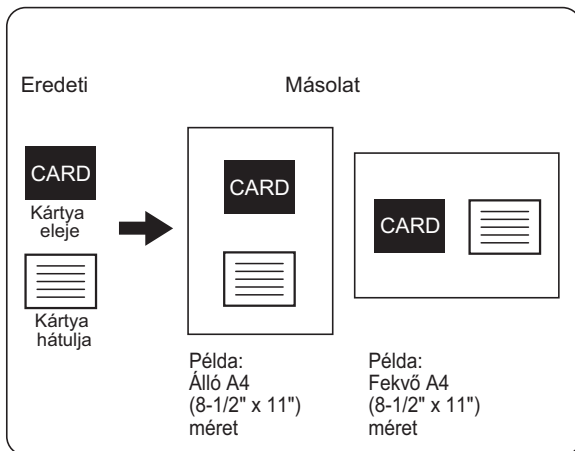 Eredeti
Másolat
CARD
Kártya
eleje
Kártya
hátulja
CARD
CARD
Példa:
Álló A4
(8-1/2" x 11")
méret
Példa:
Fekvő A4
(8-1/2" x 11")
méret